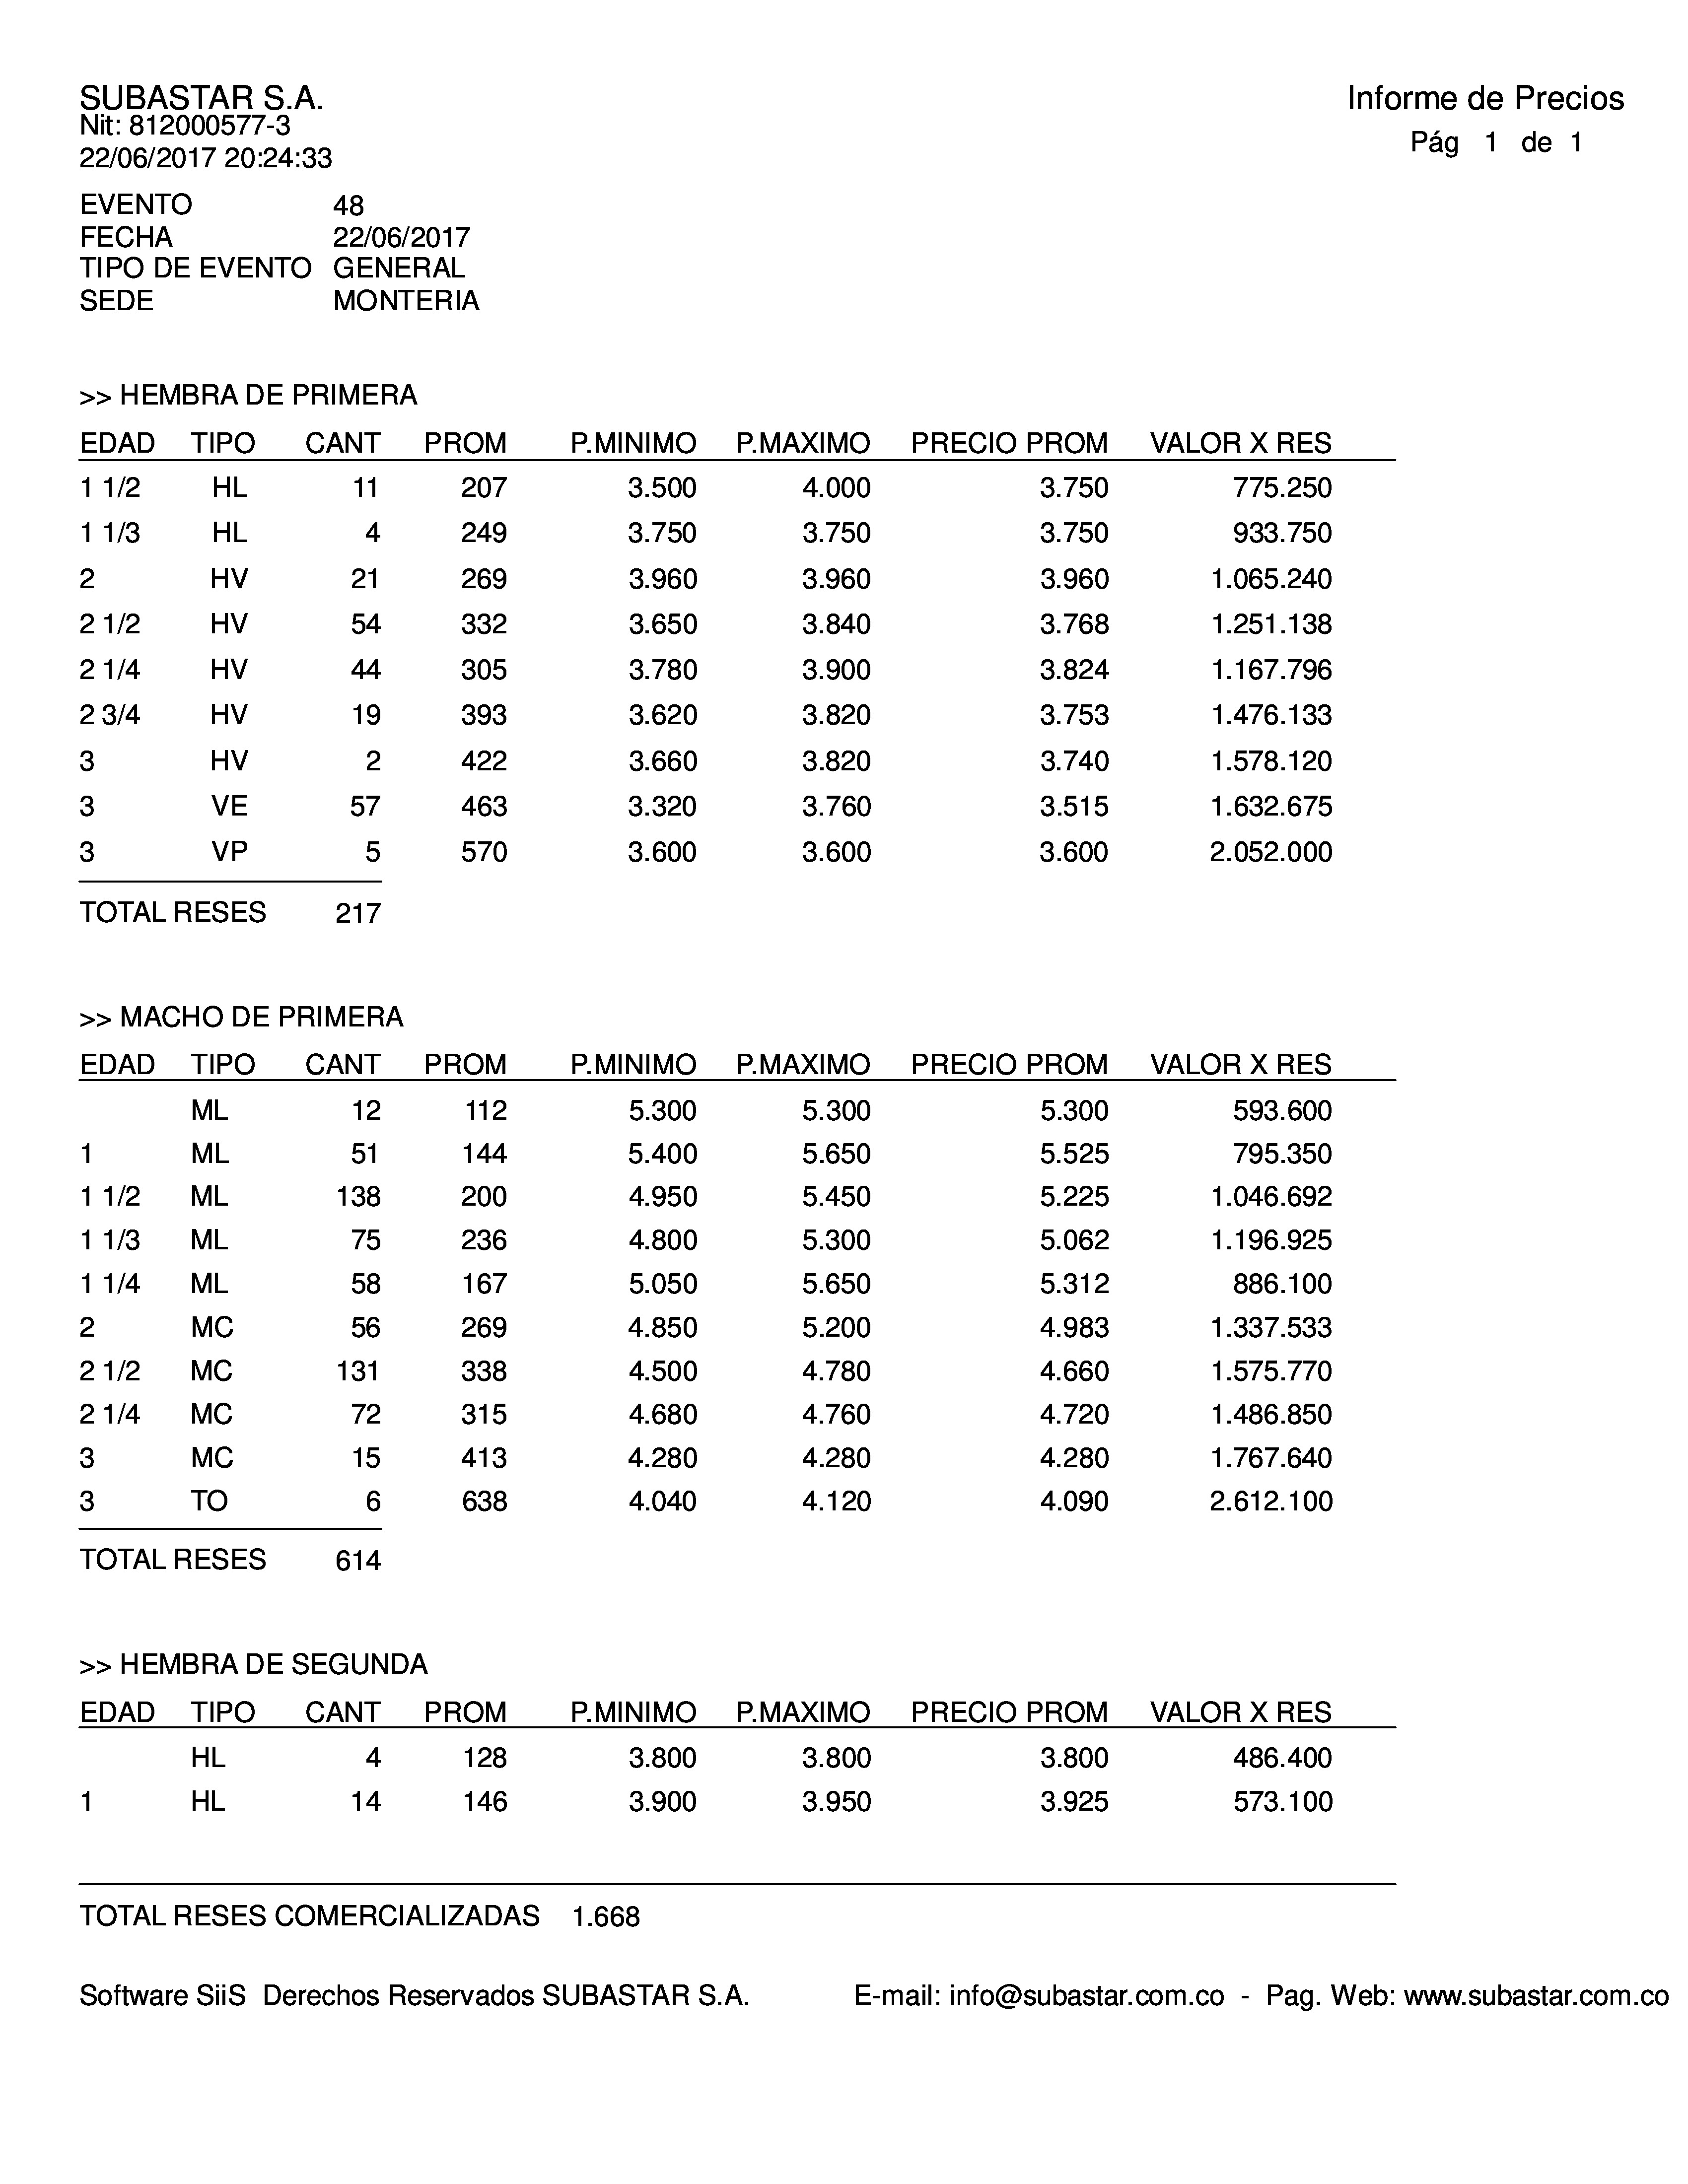 SUBASTAR S.A.
Informe de Precios
Nit: 812000577-3
Pág 1 de 1
22/06/2017 20:24:33
EVENTO 48
FECHA 22/06/2017
TIPO DE EVENTO GENERAL
SEDE MONTERIA
>> HEMBRA DE PRIMERA
EDAD TIPO CANT PROM P.MINIMO P.MAXIMO PRECIO PROM VALOR X RES
1 1/2 HL 11 207 3.500 4.000 3.750 775.250
1 1/3 HL 4 249 3.750 3.750 3.750 933.750
2 HV 21 269 3.960 3.960 3.960 1.065.240
2 1/2 HV 54 332 3.650 3.840 3.768 1.251.138
2 1/4 HV 44 305 3.780 3.900 3.824 1.167.796
2 3/4 HV 19 393 3.620 3.820 3.753 1.476.133
3 HV 2 422 3.660 3.820 3.740 1.578.120
3 VE 57 463 3.320 3.760 3.515 1.632.675
3 VP 5 570 3.600 3.600 3.600 2.052.000
TOTAL RESES 217
>> MACHO DE PRIMERA
EDAD TIPO CANT PROM P.MINIMO P.MAXIMO PRECIO PROM VALOR X RES
ML 12 112 5.300 5.300 5.300 593.600
1 ML 51 144 5.400 5.650 5.525 795.350
1 1/2 ML 138 200 4.950 5.450 5.225 1.046.692
1 1/3 ML 75 236 4.800 5.300 5.062 1.196.925
1 1/4 ML 58 167 5.050 5.650 5.312 886.100
2 MC 56 269 4.850 5.200 4.983 1.337.533
2 1/2 MC 131 338 4.500 4.780 4.660 1.575.770
2 1/4 MC 72 315 4.680 4.760 4.720 1.486.850
3 MC 15 413 4.280 4.280 4.280 1.767.640
3 TO 6 638 4.040 4.120 4.090 2.612.100
TOTAL RESES 614
>> HEMBRA DE SEGUNDA
EDAD TIPO CANT PROM P.MINIMO P.MAXIMO PRECIO PROM VALOR X RES
HL 4 128 3.800 3.800 3.800 486.400
1 HL 14 146 3.900 3.950 3.925 573.100
TOTAL RESES COMERCIALIZADAS 1.668
Software SiiS Derechos Reservados SUBASTAR S.A. E-mail: info@subastar.com.co - Pag. Web: www.subastar.com.co